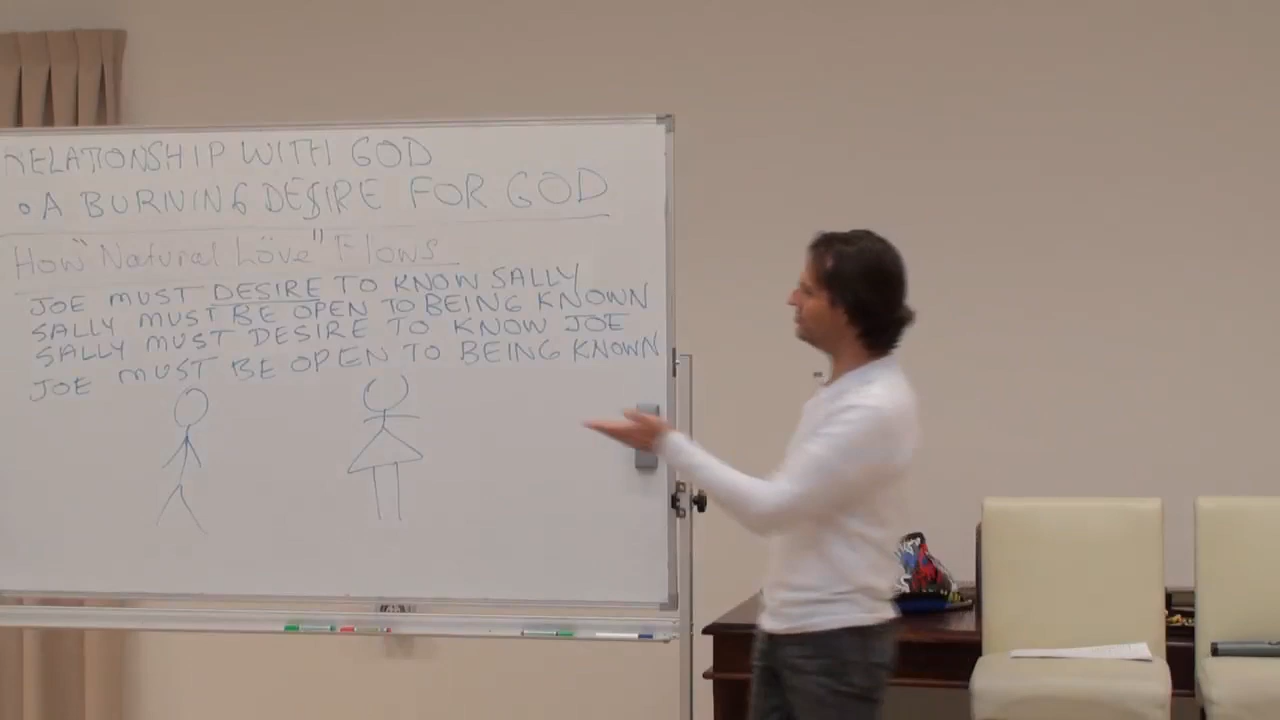 RELATIONSHIP WITH GOD
• A BURNING DESIRE FOR GOD
How "Natural Love" Flows
JOE MUST DESIRE TO KNOW SALLY
SALLY MUST BE OPEN TO BEING KNOWN
SALLY MUST DESIRE TO KNOW JOE
JOE MUST BE OPEN TO BEING KNOWN